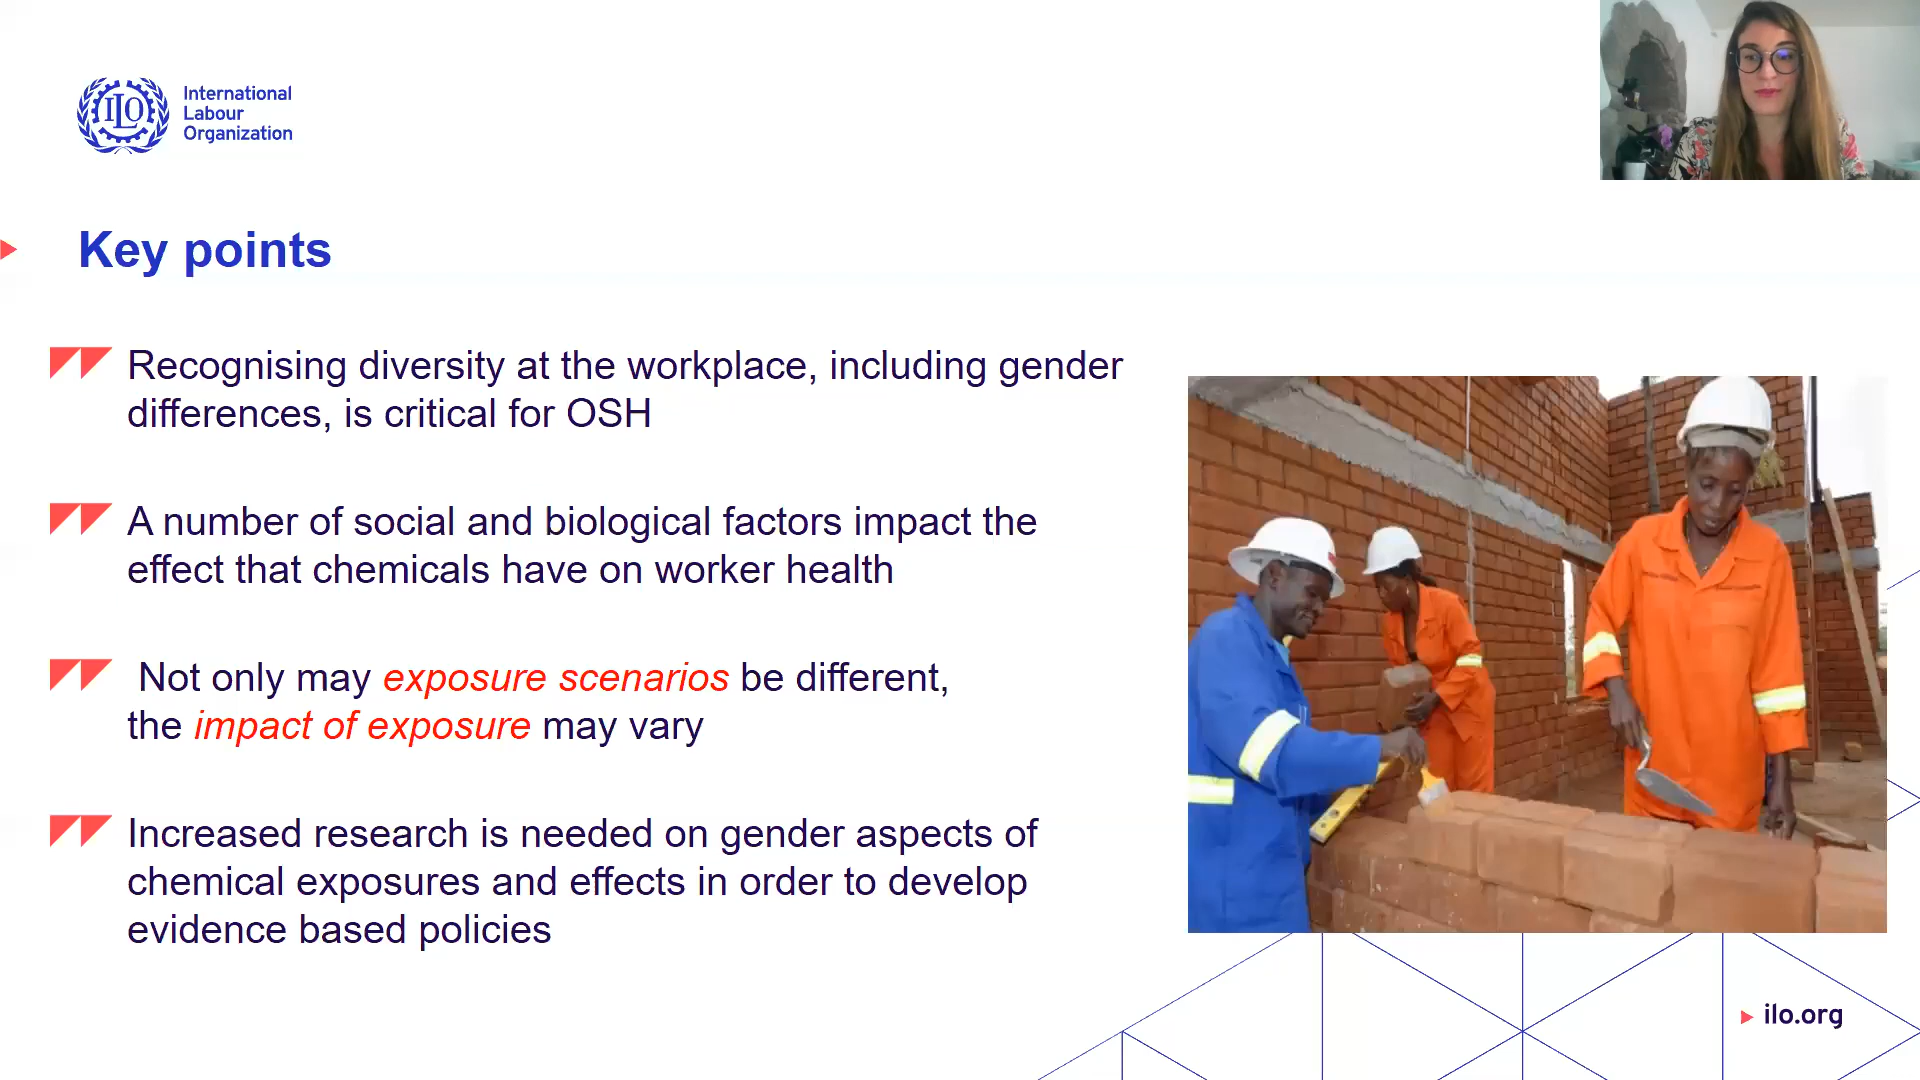 ILO
International
Labour
Organization
Key points
Recognising diversity at the workplace, including gender
differences, is critical for OSH
A number of social and biological factors impact the
effect that chemicals have on worker health
Not only may exposure scenarios be different,
the impact of exposure may vary
Increased research is needed on gender aspects of
chemical exposures and effects in order to develop
evidence based policies
ilo.org